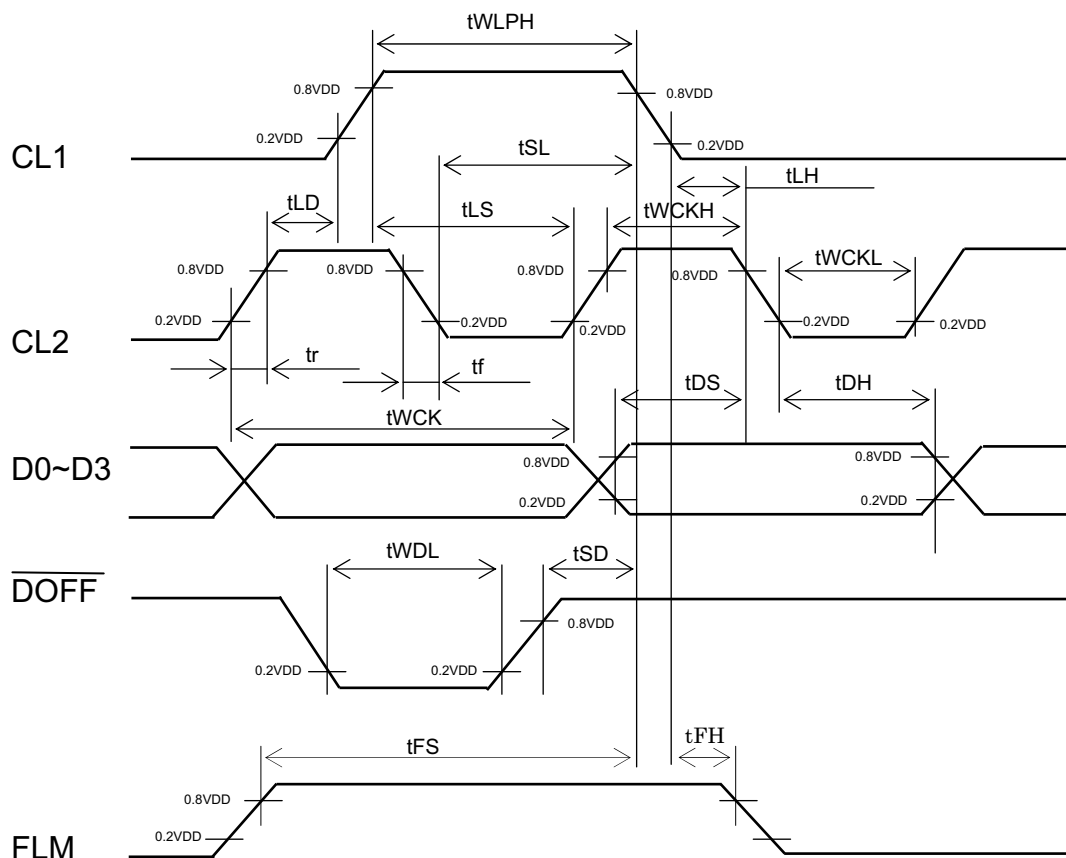 tWLPH
0.8VDD
0.8VDD
0.2VDD
tSL
0.2VDD
CL1
tLH
tLD
tLS
tWCKH
0.8VDD
0.8VDD
0.8VDD
0.8VDD
tWCKL
0.2VDD
0.2VDD
0.2VDD
0.2VDD
0.2VDD
CL2
tr
tf
tDS
tDH
tWCK
D0~D3
0.8VDD
0.8VDD
0.2VDD
0.2VDD
tWDL
tSD
DOFF
0.8VDD
0.2VDD
0.2VDD
tFS
tFH
0.8VDD
0.2VDD
FLM